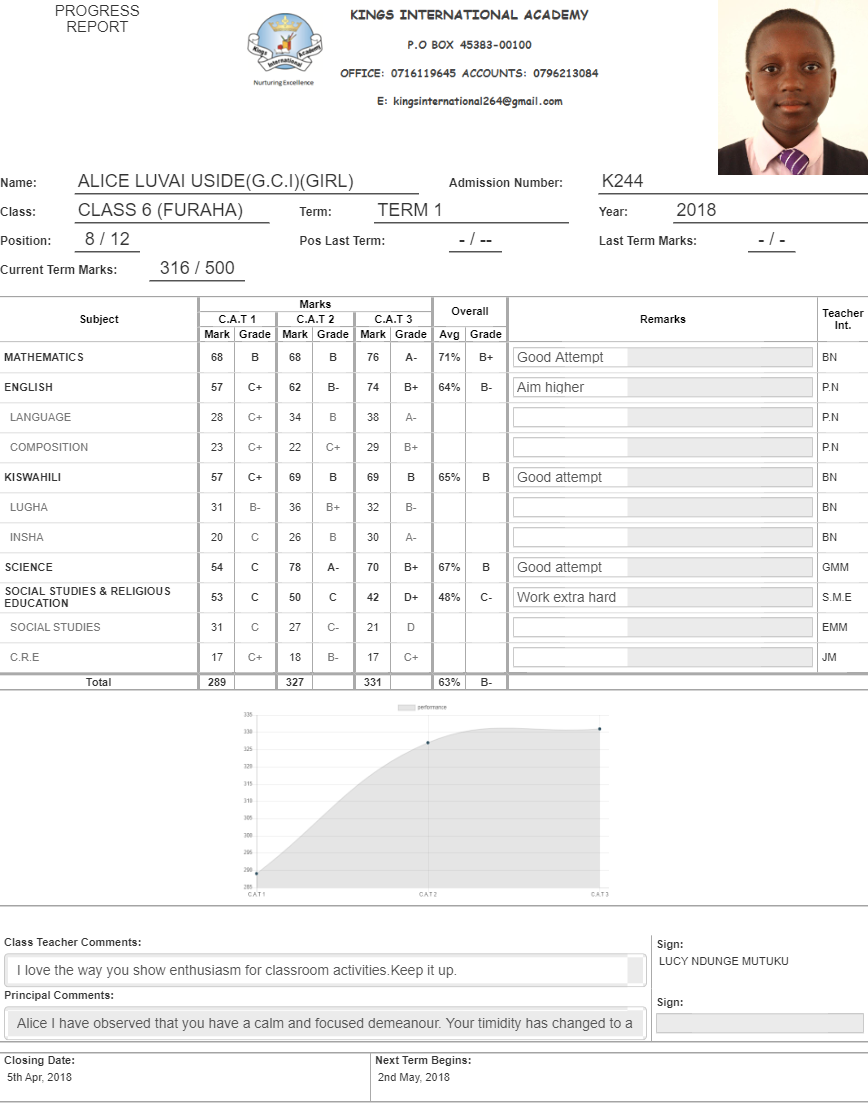 PROGRESS
REPORT
KINGS INTERNATIONAL ACADEMY
P.O BOX 45383-00100
OFFICE: 0716119645 ACCOUNTS: 0796213084
E: kingsinternational264@gmail.com
Kings International Academy
Nurturing Excellence
Name: ALICE LUVAI USIDE(G.C.I)(GIRL) Admission Number: K244
Class: CLASS 6 (FURAHA) Term: TERM 1 Year: 2018
Position: 8 / 12 Pos Last Term: - / -- Last Term Marks: - / -
Current Term Marks: 316 / 500
Subject Marks Overall Remarks Teacher Int.
C.A.T 1 C.A.T 2 C.A.T 3
Mark Grade Mark Grade Mark Grade Avg Grade
MATHEMATICS 68 B 68 B 76 A- 71% B+ Good Attempt BN
ENGLISH 57 C+ 62 B- 74 B+ 64% B- Aim higher P.N
LANGUAGE 28 C+ 34 B 38 A- P.N
COMPOSITION 23 C+ 22 C+ 29 B+ P.N
KISWAHILI 57 C+ 69 B 69 B 65% B Good attempt BN
LUGHA 31 B- 36 B+ 32 B- BN
INSHA 20 C 26 B 30 A- BN
SCIENCE 54 C 78 A- 70 B+ 67% B Good attempt GMM
SOCIAL STUDIES & RELIGIOUS
EDUCATION 53 C 50 C 42 D+ 48% C- Work extra hard S.M.E
SOCIAL STUDIES 31 C 27 C- 21 D EMM
C.R.E 17 C+ 18 B- 17 C+ JM
Total 289 327 331 63% B-
performance
335
330
325
320
315
310
305
300
295
290
285
CAT1 CAT2 CAT3
Class Teacher Comments: Sign:
I love the way you show enthusiasm for classroom activities.Keep it up. LUCY NDUNGE MUTUKU
Principal Comments: Sign:
Alice I have observed that you have a calm and focused demeanour. Your timidity has changed to a
Closing Date: Next Term Begins:
5th Apr, 2018 2nd May, 2018